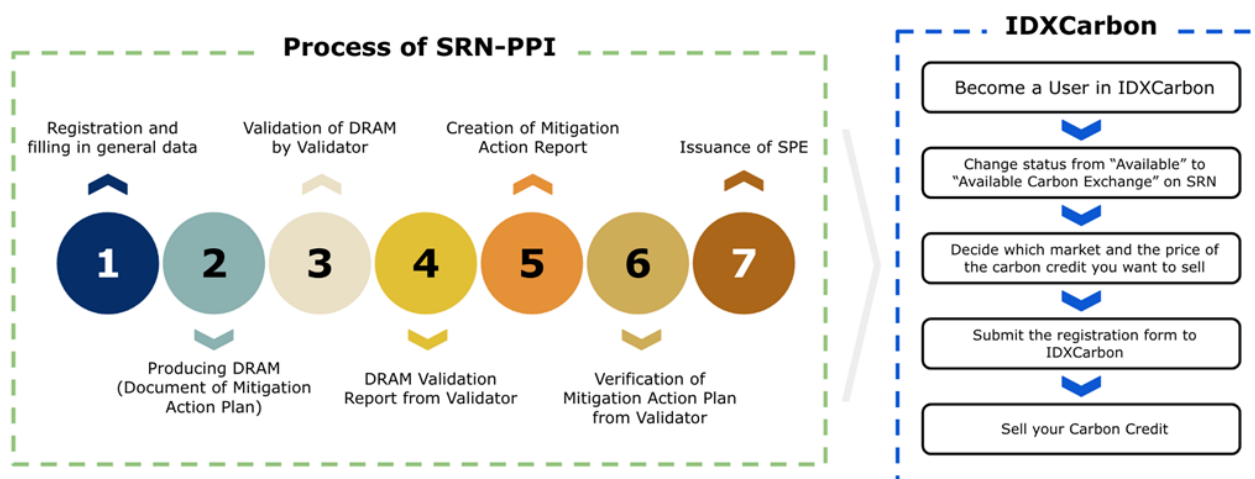 Process of SRN-PPI
Registration and
filling in general data
Validation of DRAM
by Validator
Creation of Mitigation
Action Report
Issuance of SPE
1
2
3
4
5
6
7
Producing DRAM
(Document of Mitigation
Action Plan)
DRAM Validation
Report from Validator
Verification of
Mitigation Action Plan
from Validator
IDXCarbon
Become a User in IDXCarbon
Change status from “Available” to
“Available Carbon Exchange” on SRN
Decide which market and the price of
the carbon credit you want to sell
Submit the registration form to
IDXCarbon
Sell your Carbon Credit